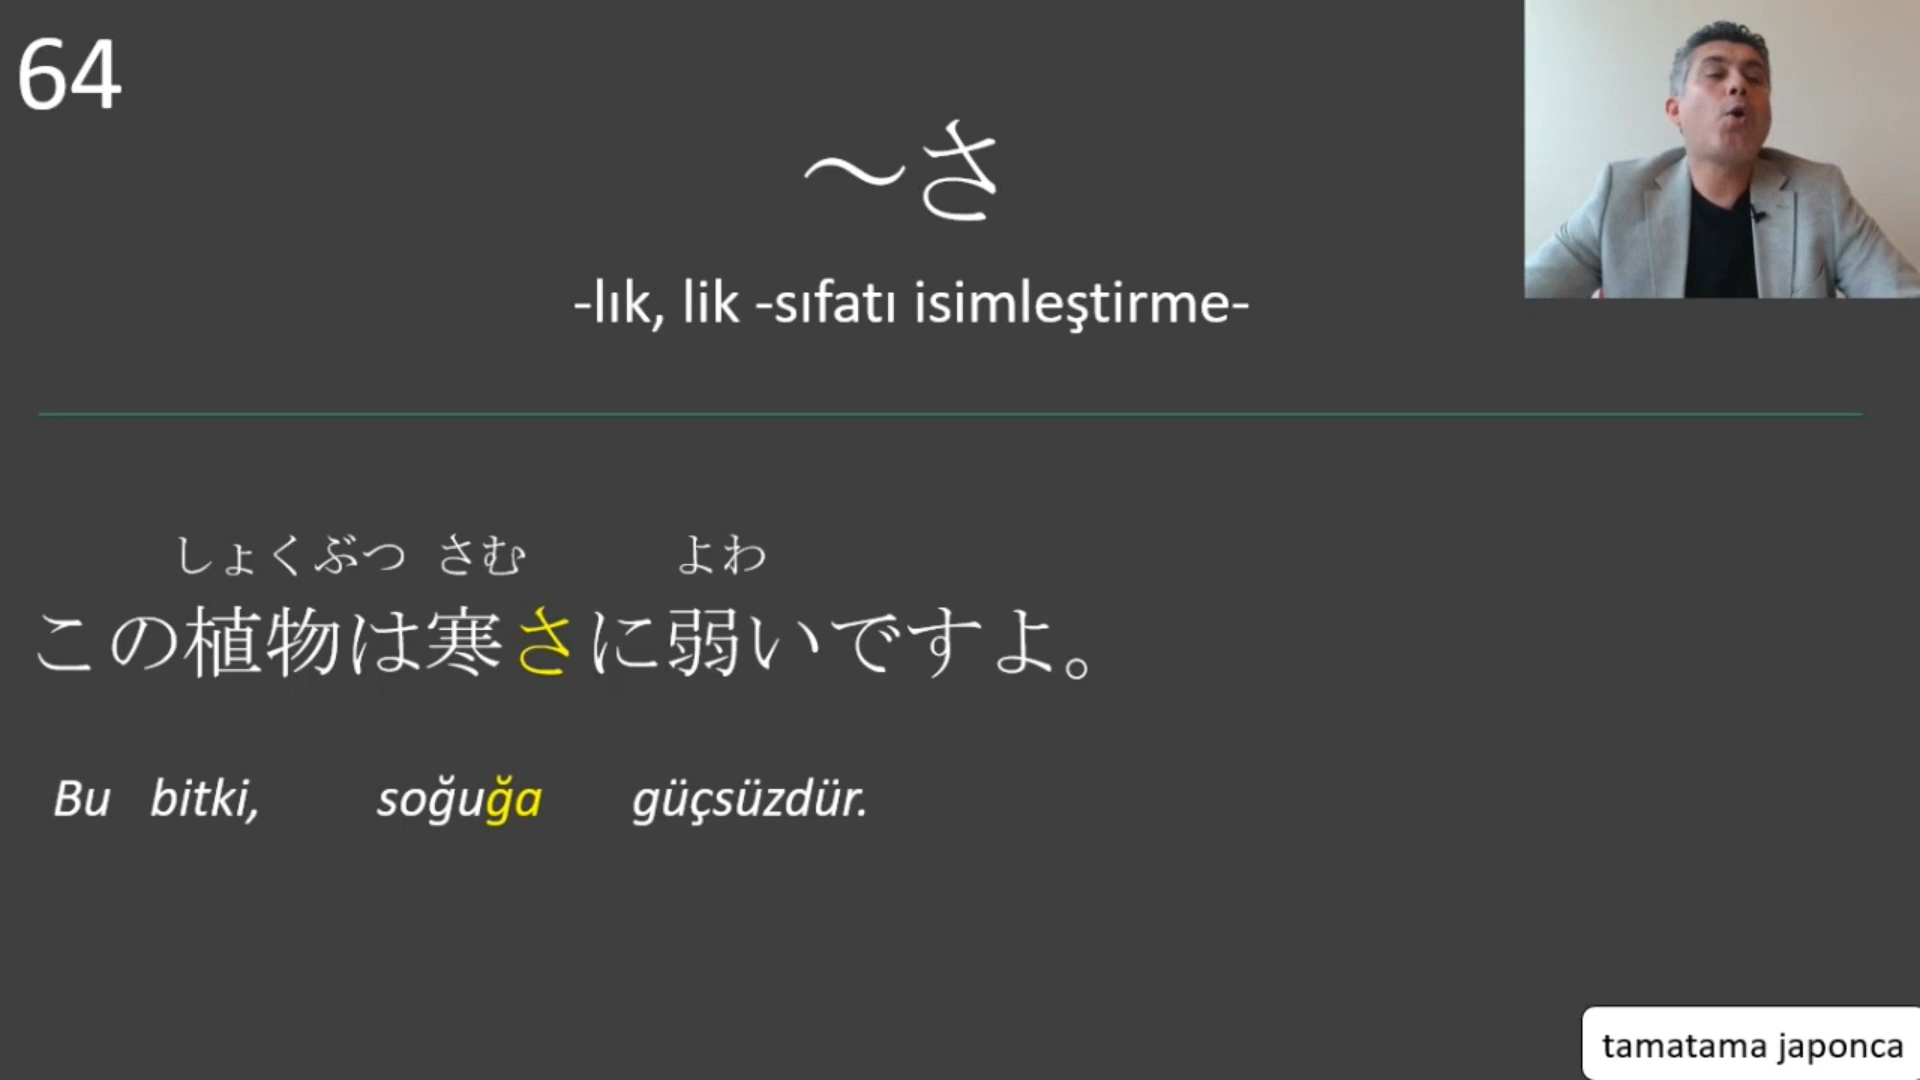 64
～さ
-lık, lik -sıfatı isimleştirme-
しょくぶつ さむ よわ
この植物は寒さに弱いですよ。
Bu bitki, soğuğa güçsüzdür.
tamatama japonca